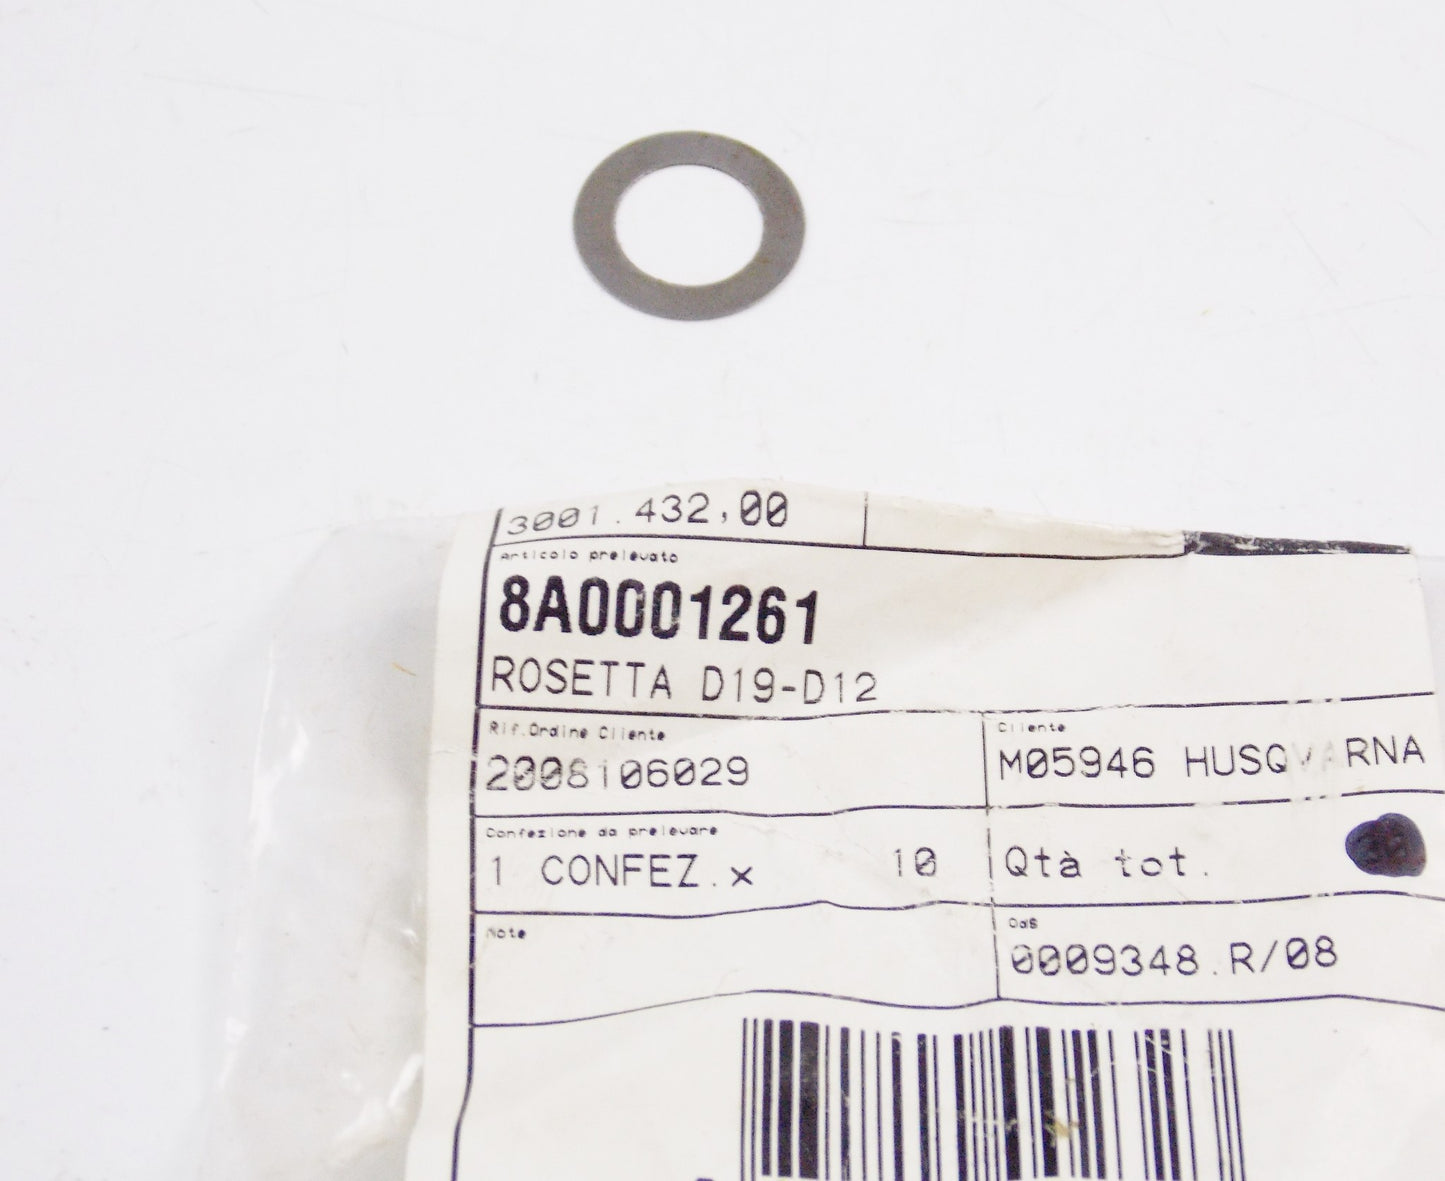 3001.432,00
Articolo prelevato
8A0001261
ROSETTA D19-D12
Rif.Ordine Cliente
Cliente
2008106029
M05946 HUSQVARNA
Confezione da prelevare
1 CONFEZ.x 10
Qtà tot.
Note
OdS
0009348.R/08